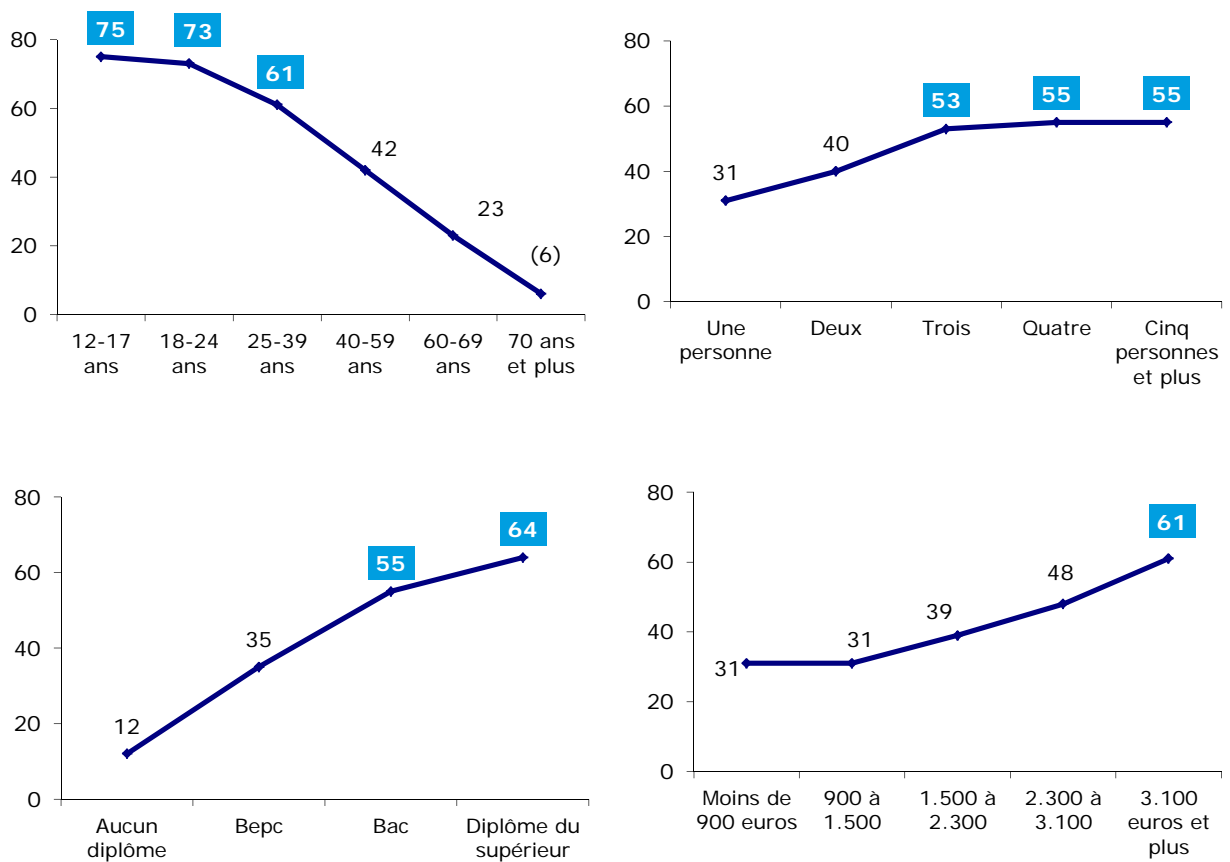 75
73
61
42
23
(6)
80
60
40
20
0
12-17
ans
18-24
ans
25-39
ans
40-59
ans
60-69
ans
70 ans
et plus
31
40
53
55
55
80
60
40
20
0
Une
personne
Deux
Trois
Quatre
Cinq
personnes
et plus
12
35
55
64
80
60
40
20
0
Aucun
diplôme
Bepc
Bac
Diplôme du
supérieur
31
31
39
48
61
80
60
40
20
0
Moins de
900 euros
900 à
1.500
1.500 à
2.300
2.300 à
3.100
3.100
euros et
plus